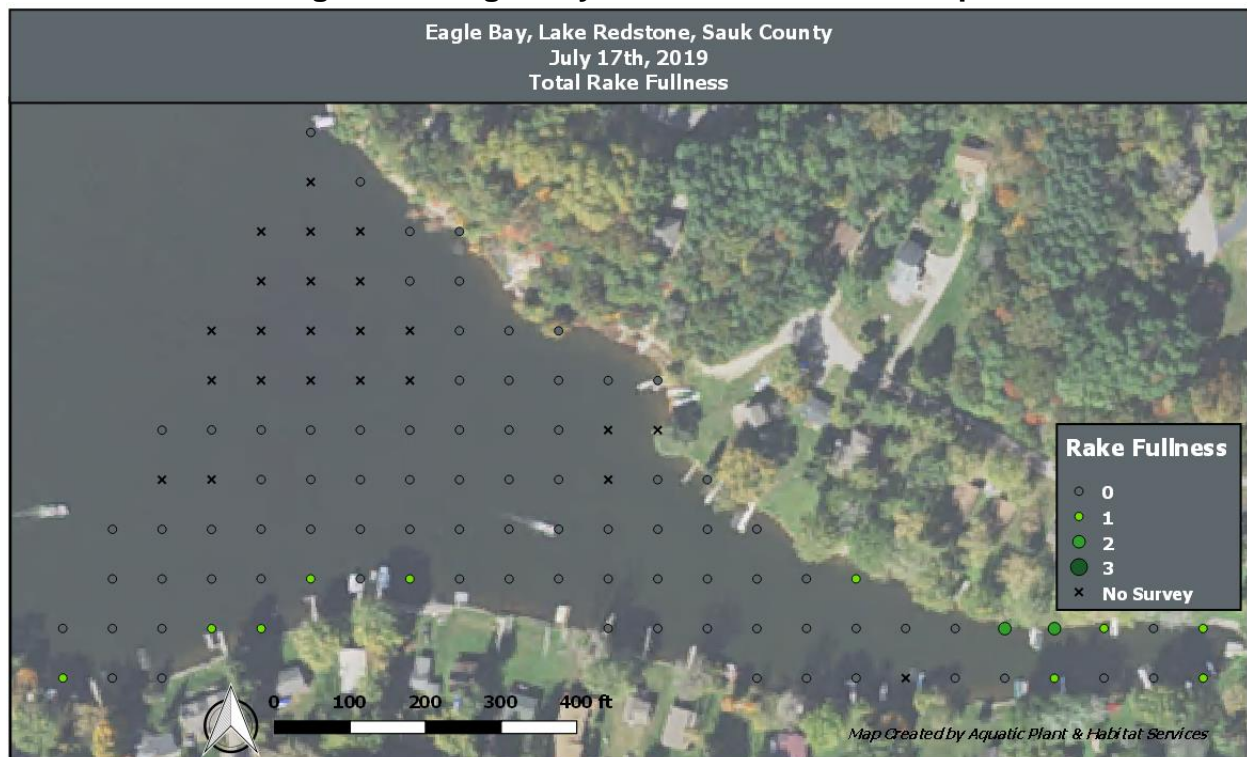 Eagle Bay, Lake Redstone, Sauk County
July 17th, 2019
Total Rake Fullness
Rake Fullness
0
1
2
3
No Survey
0 100 200 300 400 ft
Map Created by Aquatic Plant & Habitat Services